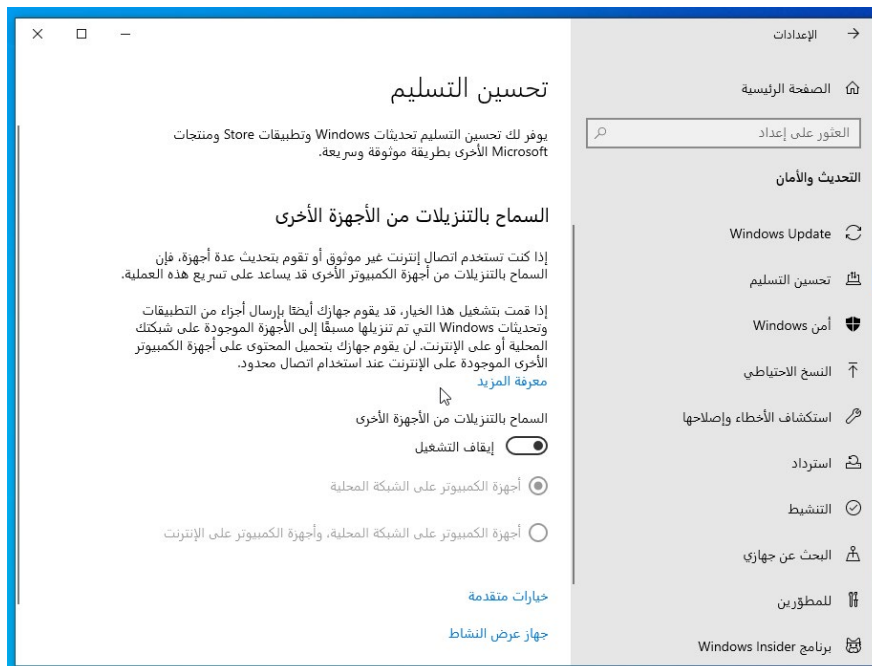 الإعدادات
الصفحة الرئيسية
العثور على إعداد
التحديث والأمان
Windows Update
تحسين التسليم
أمن Windows
النسخ الاحتياطي
استكشاف الأخطاء وإصلاحها
استرداد
التنشيط
البحث عن جهازي
للمطوّرين
برنامج Windows Insider
تحسين التسليم
يوفر لك تحسين التسليم تحديثات Windows وتطبيقات Store ومنتجات
Microsoft الأخرى بطريقة موثوقة وسريعة.
السماح بالتنزيلات من الأجهزة الأخرى
إذا كنت تستخدم اتصال إنترنت غير موثوق أو تقوم بتحديث عدة أجهزة، فإن
السماح بالتنزيلات من أجهزة الكمبيوتر الأخرى قد يساعد على تسريع هذه العملية.
إذا قمت بتشغيل هذا الخيار، قد يقوم جهازك أيضًا بإرسال أجزاء من التطبيقات
وتحديثات Windows التي تم تنزيلها مسبقًا إلى الأجهزة الموجودة على شبكتك
المحلية أو على الإنترنت. لن يقوم جهازك بتحميل المحتوى على أجهزة الكمبيوتر
الأخرى الموجودة على الإنترنت عند استخدام اتصال محدود.
معرفة المزيد
السماح بالتنزيلات من الأجهزة الأخرى
إيقاف التشغيل
أجهزة الكمبيوتر على الشبكة المحلية
أجهزة الكمبيوتر على الشبكة المحلية، وأجهزة الكمبيوتر على الإنترنت
خيارات متقدمة
جهاز عرض النشاط